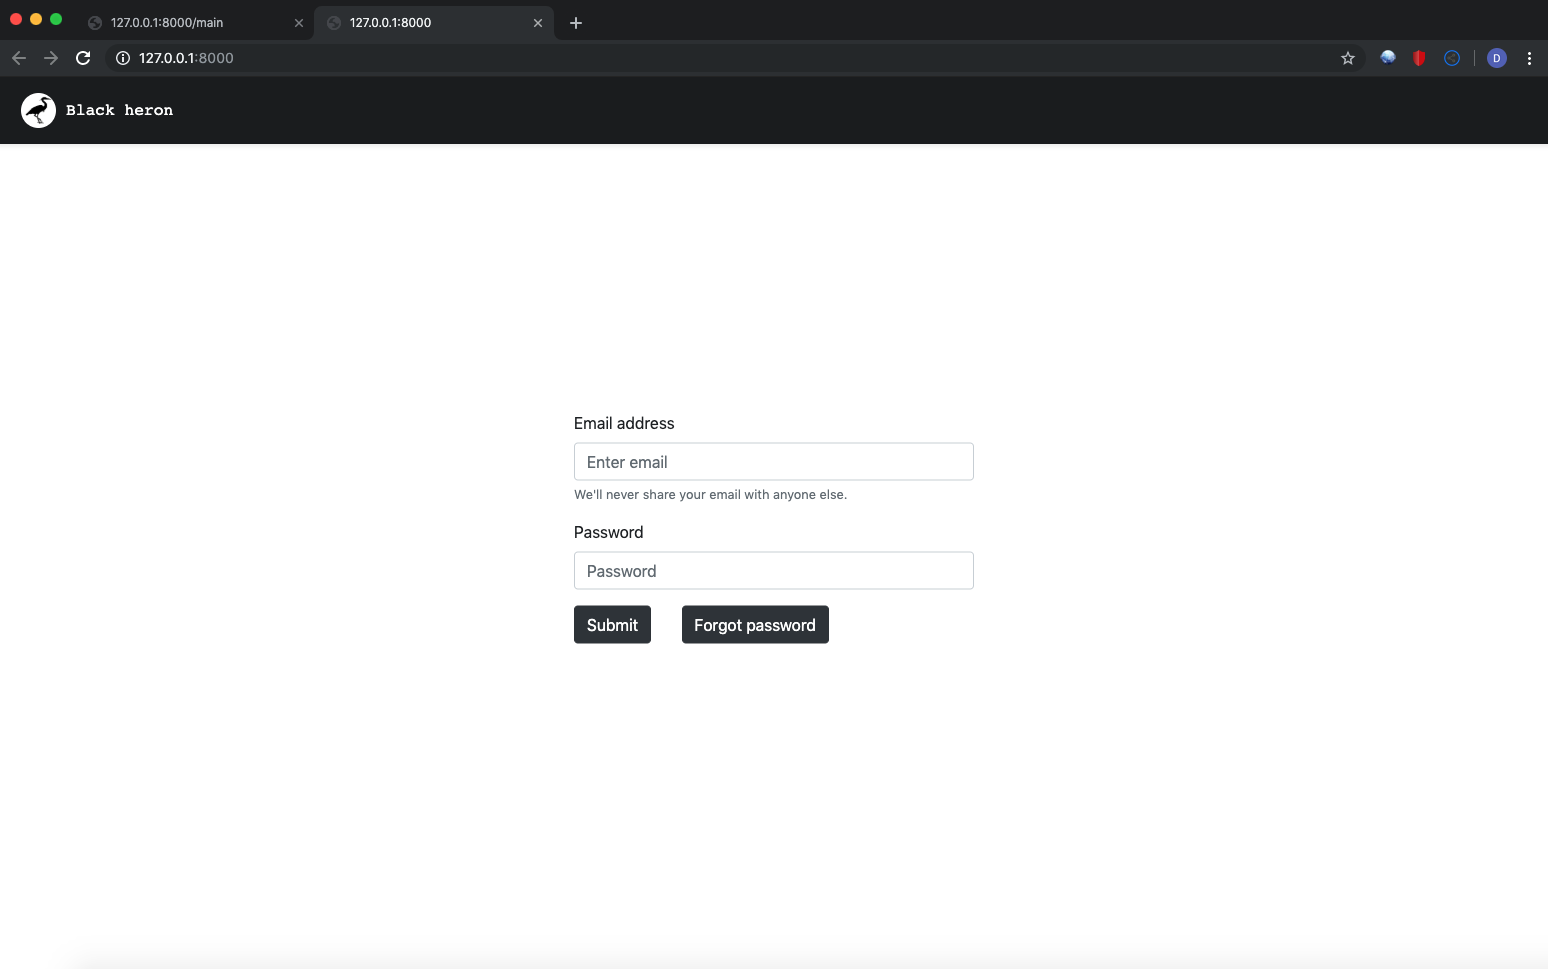 127.0.0.1:8000/main
127.0.0.1:8000
127.0.0.1:8000
D
Black heron
Email address
Enter email
We'll never share your email with anyone else.
Password
Password
Submit
Forgot password